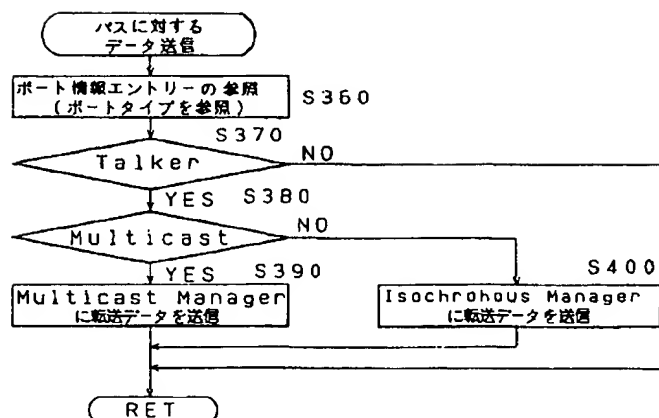 パスに対する
データ送信
ポート情報エントリーの参照
(ポートタイプを参照)
S360
S370
Talker
NO
YES
S380
Multicast
NO
YES
S390
S400
Multicast Manager
に転送データを送信
Isochrohous Manager
に転送データを送信
RET